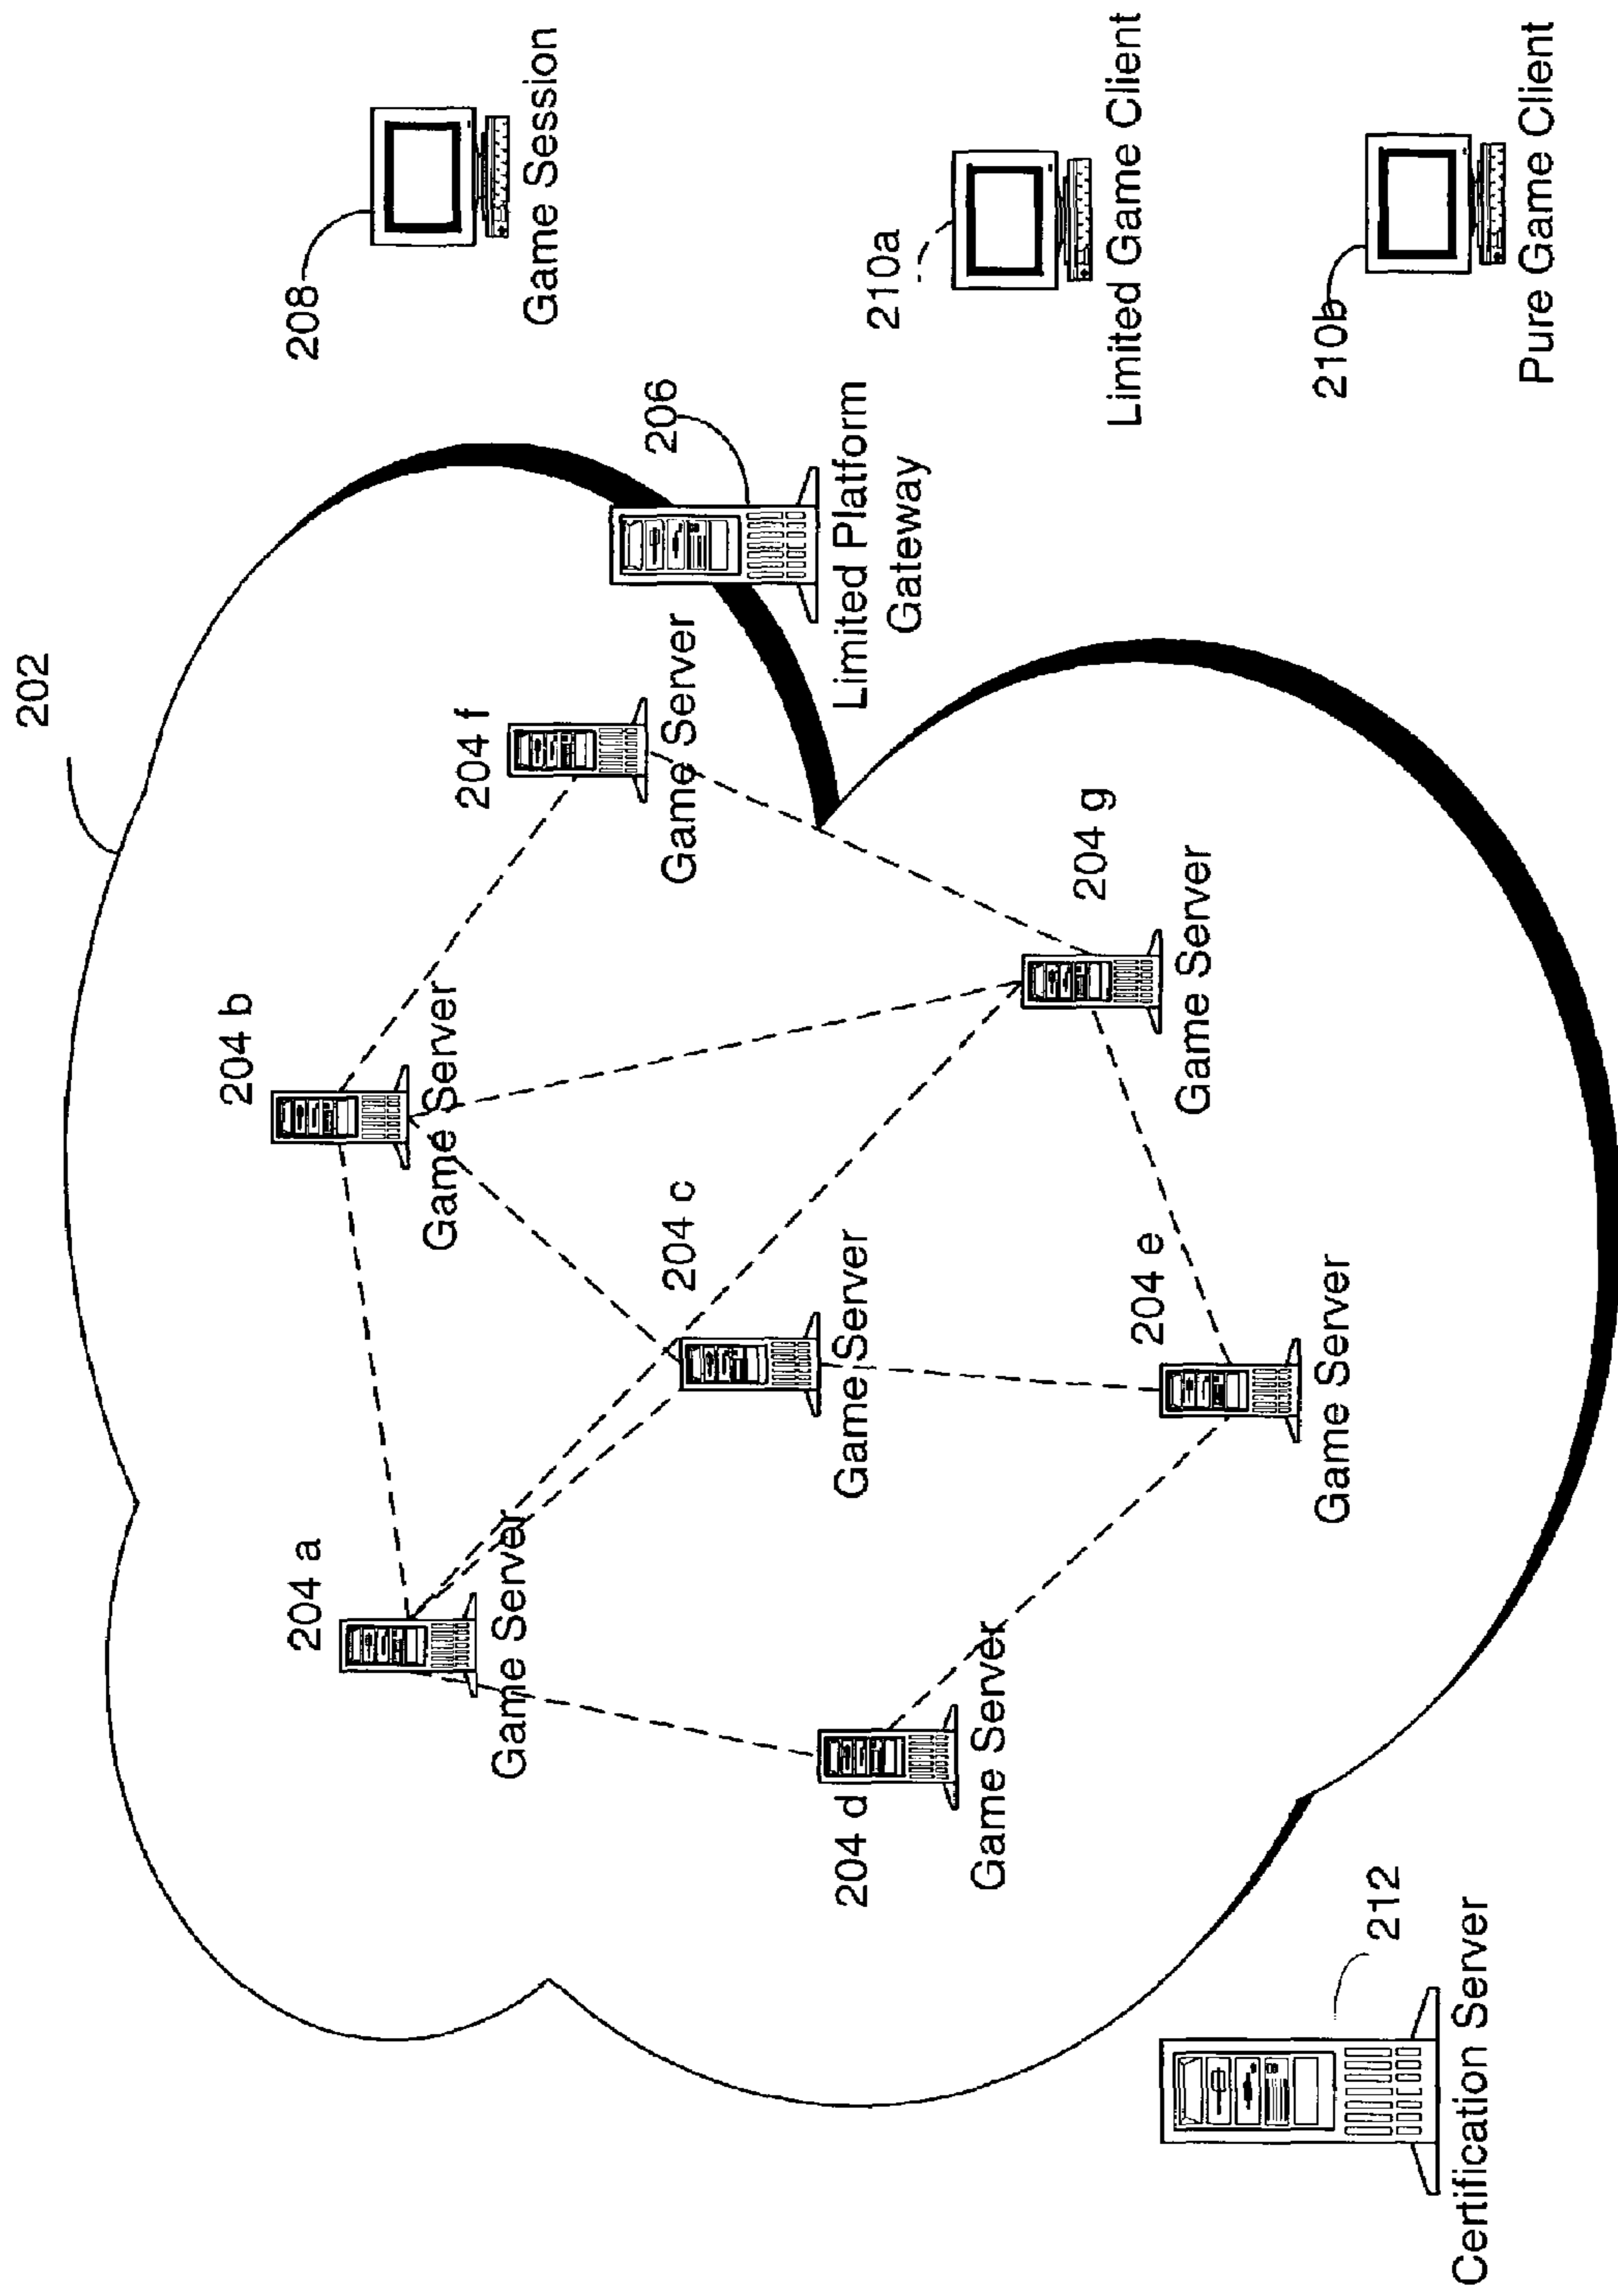 202
204 b
Game Server
204 a
Game Server
204 f
Game Server
208
Game Session
206
Limited Platform
Gateway
204 c
Game Server
204 d
Game Server
204 g
Game Server
204 e
Game Server
210a
Limited Game Client
210b
Pure Game Client
212
Certification Server